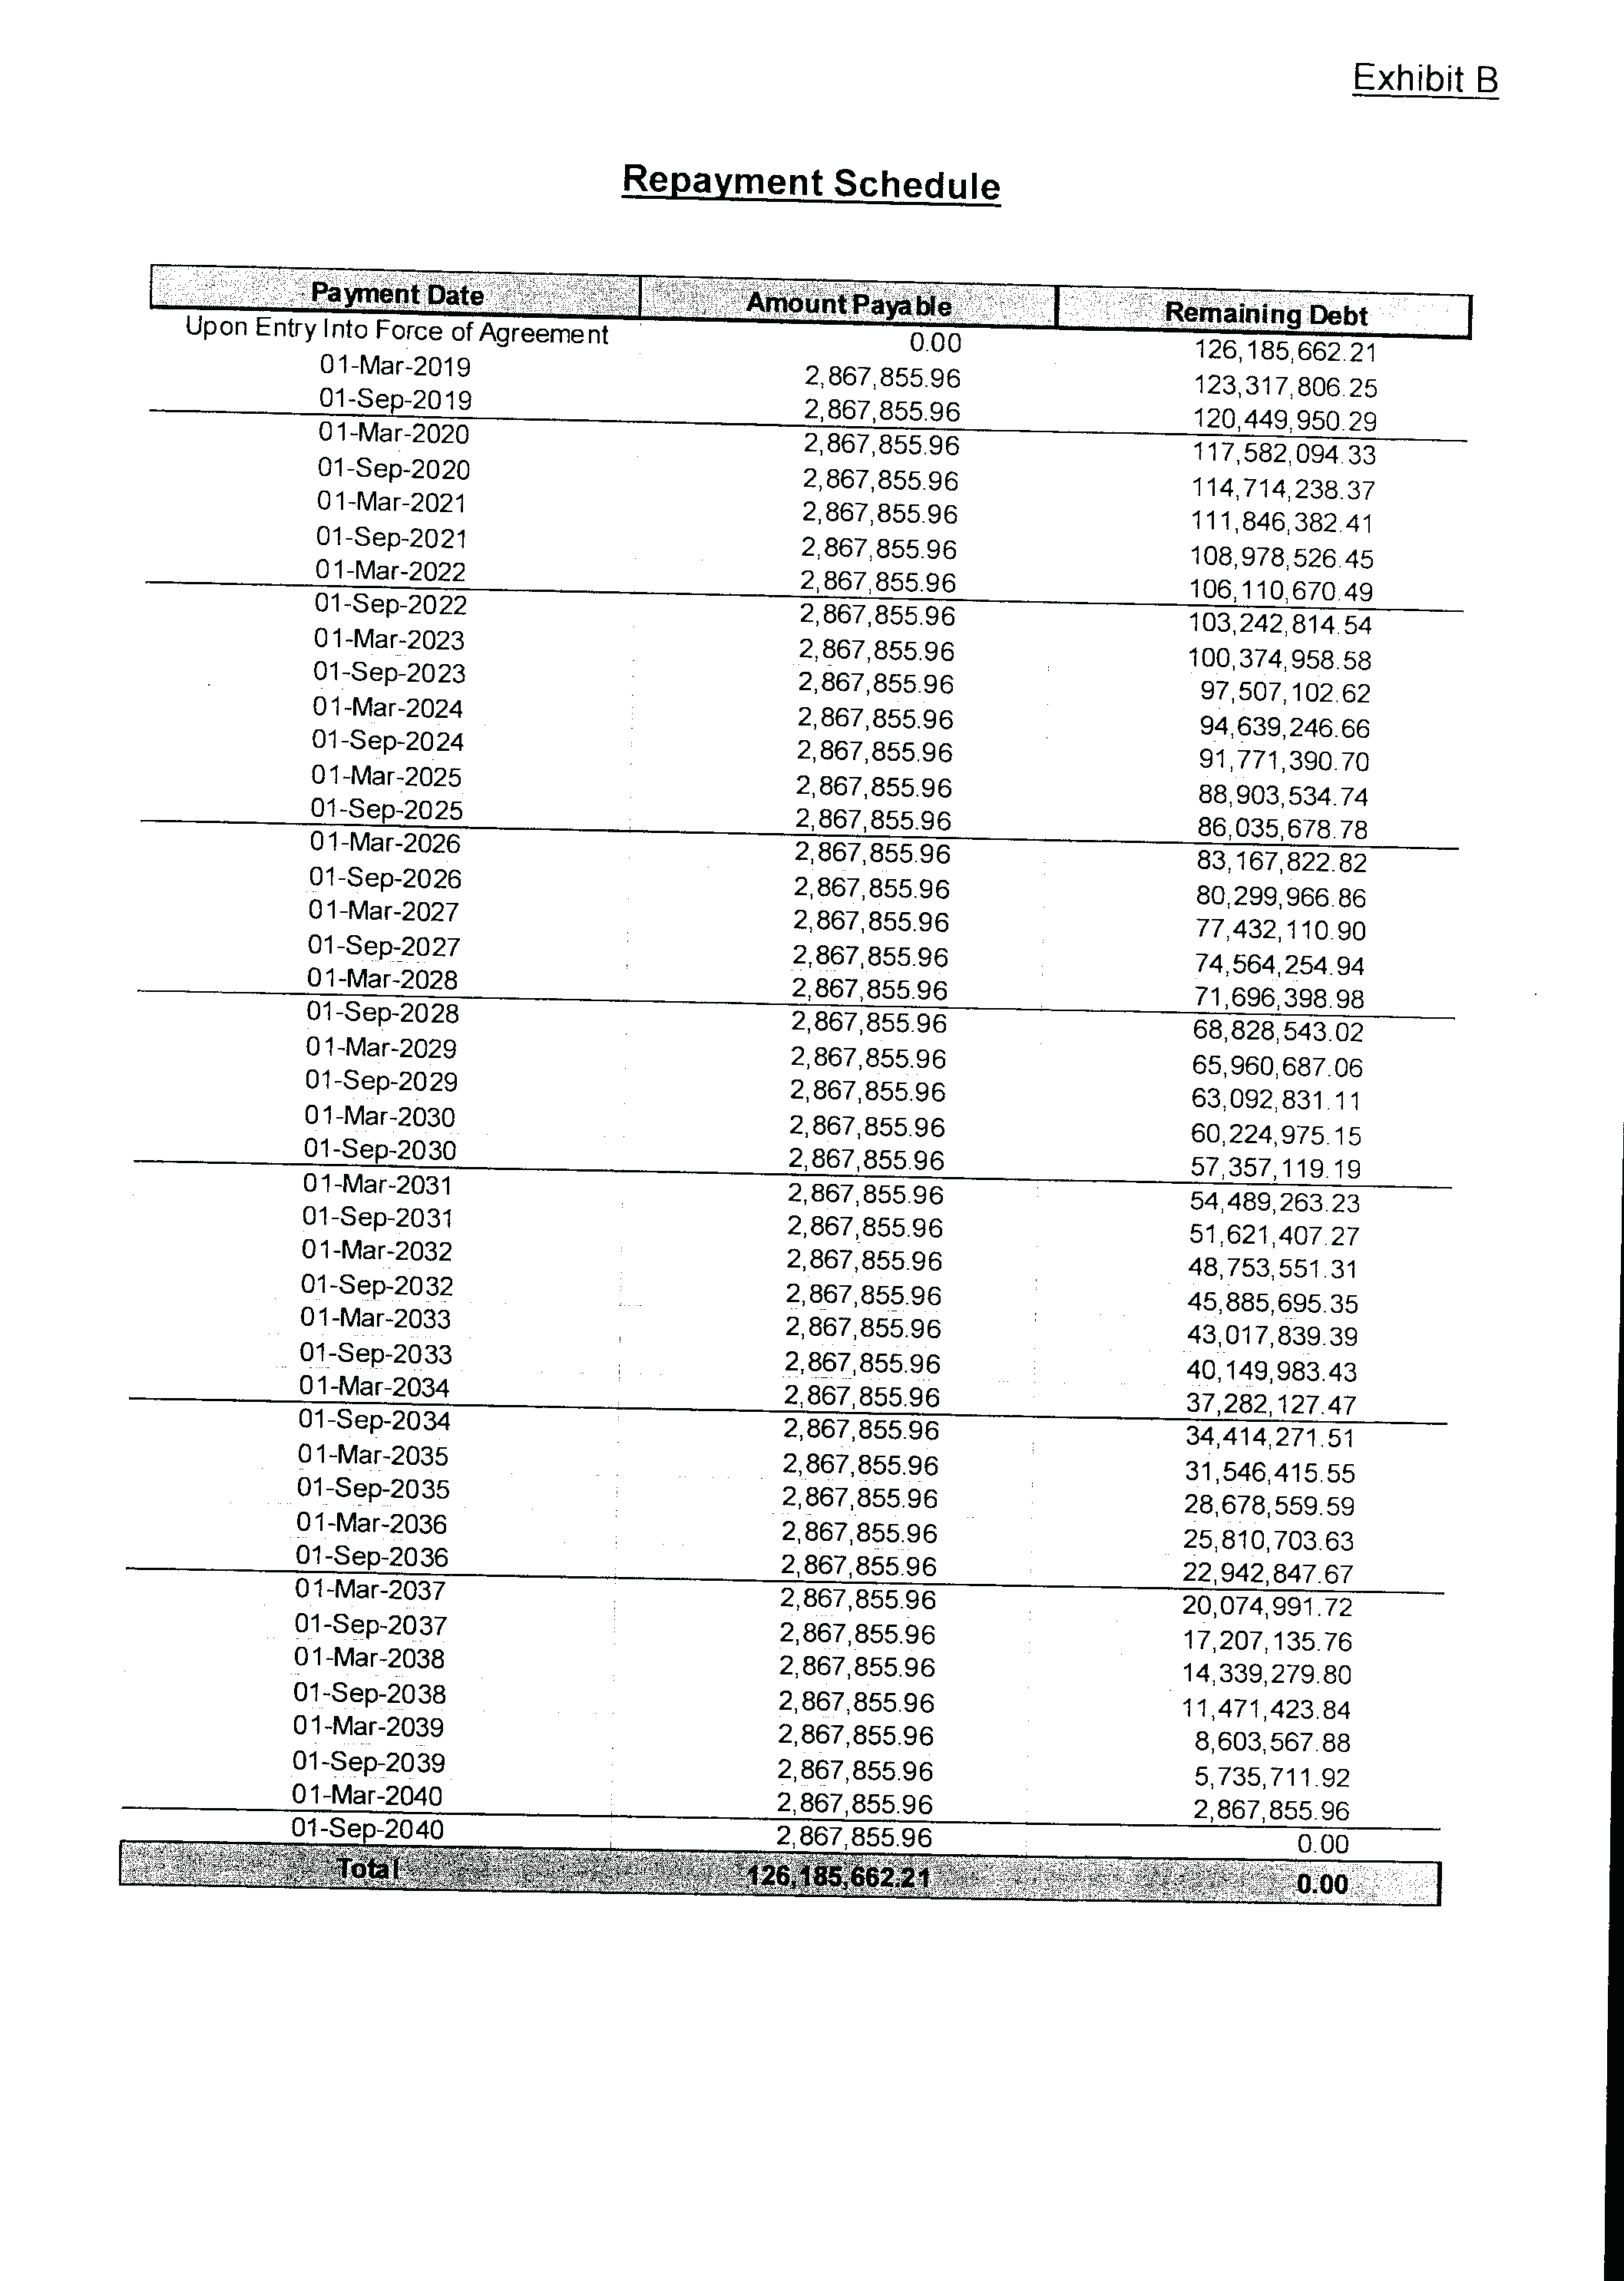 Exhibit B
Repayment Schedule
Payment Date Amount Payable Remaining Debt
Upon Entry Into Force of Agreement 0.00 126,185,662.21
01-Mar-2019 2,867,855.96 123,317,806.25
01-Sep-2019 2,867,855.96 120,449,950.29
01-Mar-2020 2,867,855.96 117,582,094.33
01-Sep-2020 2,867,855.96 114,714,238.37
01-Mar-2021 2,867,855.96 111,846,382.41
01-Sep-2021 2,867,855.96 108,978,526.45
01-Mar-2022 2,867,855.96 106,110,670.49
01-Sep-2022 2,867,855.96 103,242,814.54
01-Mar-2023 2,867,855.96 100,374,958.58
01-Sep-2023 2,867,855.96 97,507,102.62
01-Mar-2024 2,867,855.96 94,639,246.66
01-Sep-2024 2,867,855.96 91,771,390.70
01-Mar-2025 2,867,855.96 88,903,534.74
01-Sep-2025 2,867,855.96 86,035,678.78
01-Mar-2026 2,867,855.96 83,167,822.82
01-Sep-2026 2,867,855.96 80,299,966.86
01-Mar-2027 2,867,855.96 77,432,110.90
01-Sep-2027 2,867,855.96 74,564,254.94
01-Mar-2028 2,867,855.96 71,696,398.98
01-Sep-2028 2,867,855.96 68,828,543.02
01-Mar-2029 2,867,855.96 65,960,687.06
01-Sep-2029 2,867,855.96 63,092,831.11
01-Mar-2030 2,867,855.96 60,224,975.15
01-Sep-2030 2,867,855.96 57,357,119.19
01-Mar-2031 2,867,855.96 54,489,263.23
01-Sep-2031 2,867,855.96 51,621,407.27
01-Mar-2032 2,867,855.96 48,753,551.31
01-Sep-2032 2,867,855.96 45,885,695.35
01-Mar-2033 2,867,855.96 43,017,839.39
01-Sep-2033 2,867,855.96 40,149,983.43
01-Mar-2034 2,867,855.96 37,282,127.47
01-Sep-2034 2,867,855.96 34,414,271.51
01-Mar-2035 2,867,855.96 31,546,415.55
01-Sep-2035 2,867,855.96 28,678,559.59
01-Mar-2036 2,867,855.96 25,810,703.63
01-Sep-2036 2,867,855.96 22,942,847.67
01-Mar-2037 2,867,855.96 20,074,991.72
01-Sep-2037 2,867,855.96 17,207,135.76
01-Mar-2038 2,867,855.96 14,339,279.80
01-Sep-2038 2,867,855.96 11,471,423.84
01-Mar-2039 2,867,855.96 8,603,567.88
01-Sep-2039 2,867,855.96 5,735,711.92
01-Mar-2040 2,867,855.96 2,867,855.96
01-Sep-2040 2,867,855.96 0.00
Total 126,185,662.21 0.00